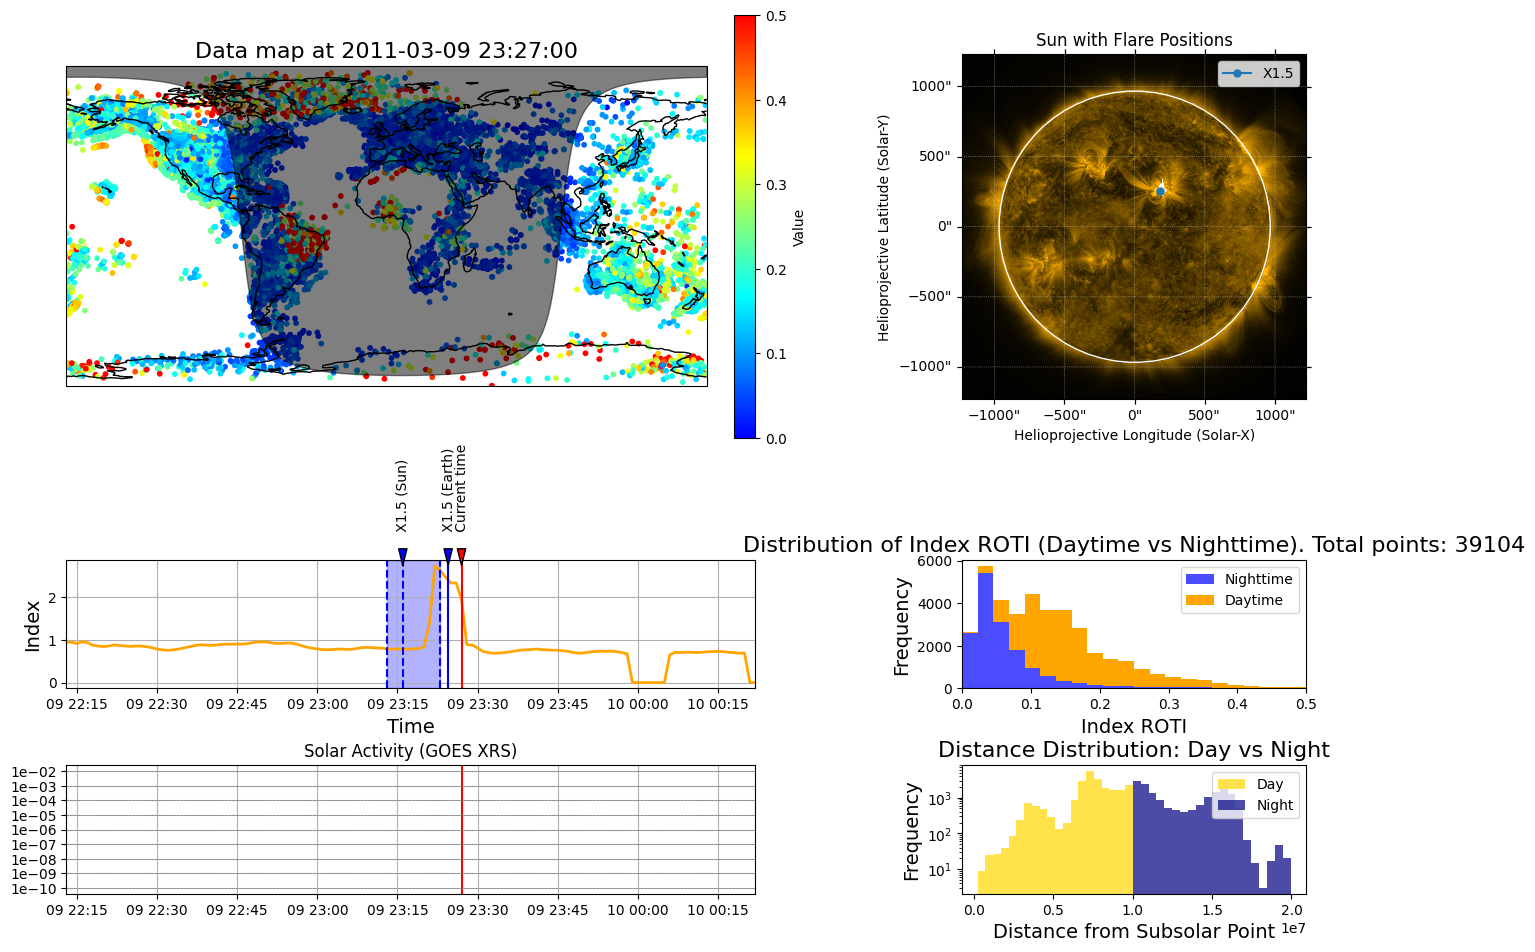 Data map at 2011-03-09 23:27:00
0.5
0.4
0.3
0.2
0.1
0.0
Value
Sun with Flare Positions
X1.5
1000"
500"
0"
−500"
−1000"
Helioprojective Latitude (Solar-Y)
−1000" −500" 0" 500" 1000"
Helioprojective Longitude (Solar-X)
X1.5 (Sun)
X1.5 (Earth)
Current time
2
1
0
Index
09 22:15 09 22:30 09 22:45 09 23:00 09 23:15 09 23:30 09 23:45 10 00:00 10 00:15
Time
Distribution of Index ROTI (Daytime vs Nighttime). Total points: 39104
Nighttime
Daytime
6000
4000
2000
0
Frequency
0.0 0.1 0.2 0.3 0.4 0.5
Index ROTI
Solar Activity (GOES XRS)
1e−02
1e−03
1e−04
1e−05
1e−06
1e−07
1e−08
1e−09
1e−10
09 22:15 09 22:30 09 22:45 09 23:00 09 23:15 09 23:30 09 23:45 10 00:00 10 00:15
Distance Distribution: Day vs Night
Day
Night
10³
10²
10¹
Frequency
0.0 0.5 1.0 1.5 2.0
1e7
Distance from Subsolar Point